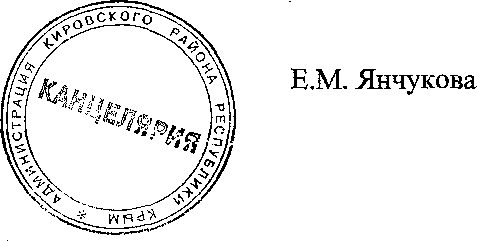 АДМИНИСТРАЦИЯ КИРОВСКОГО РАЙОНА РЕСПУБЛИКИ КРЫМ *
КАНЦЕЛЯРИЯ
Е.М. Янчукова